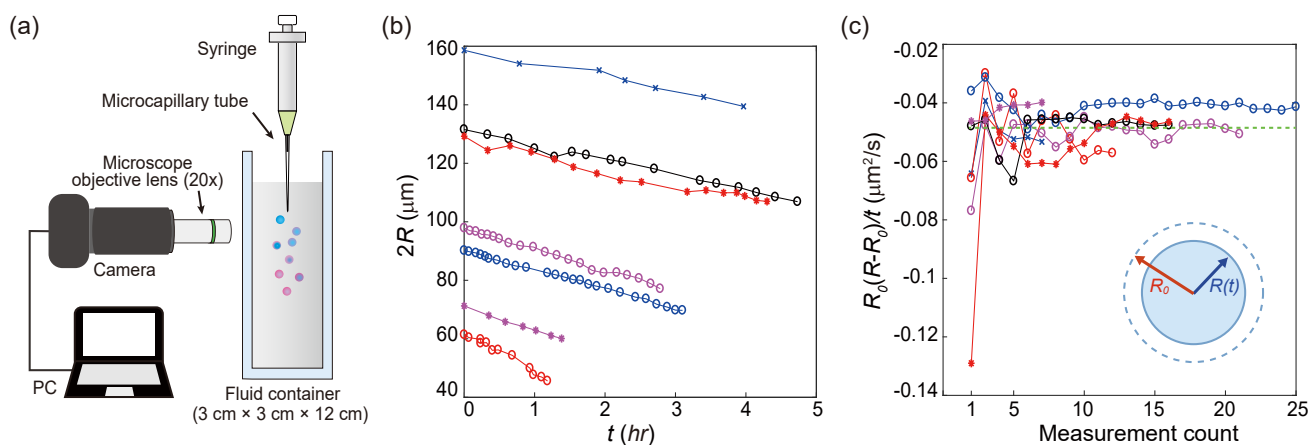 (a)
Syringe
Microcapillary tube
Microscope
objective lens (20x)
Camera
PC
Fluid container
(3 cm × 3 cm × 12 cm)
(b)
160
140
120
100
80
60
40
2R (μm)
0 1 2 3 4 5
t (hr)
(c)
-0.02
-0.04
-0.06
-0.08
-0.1
-0.12
-0.14
R₀(R-R₀)/t (μm²/s)
R₀
R(t)
1 5 10 15 20 25
Measurement count